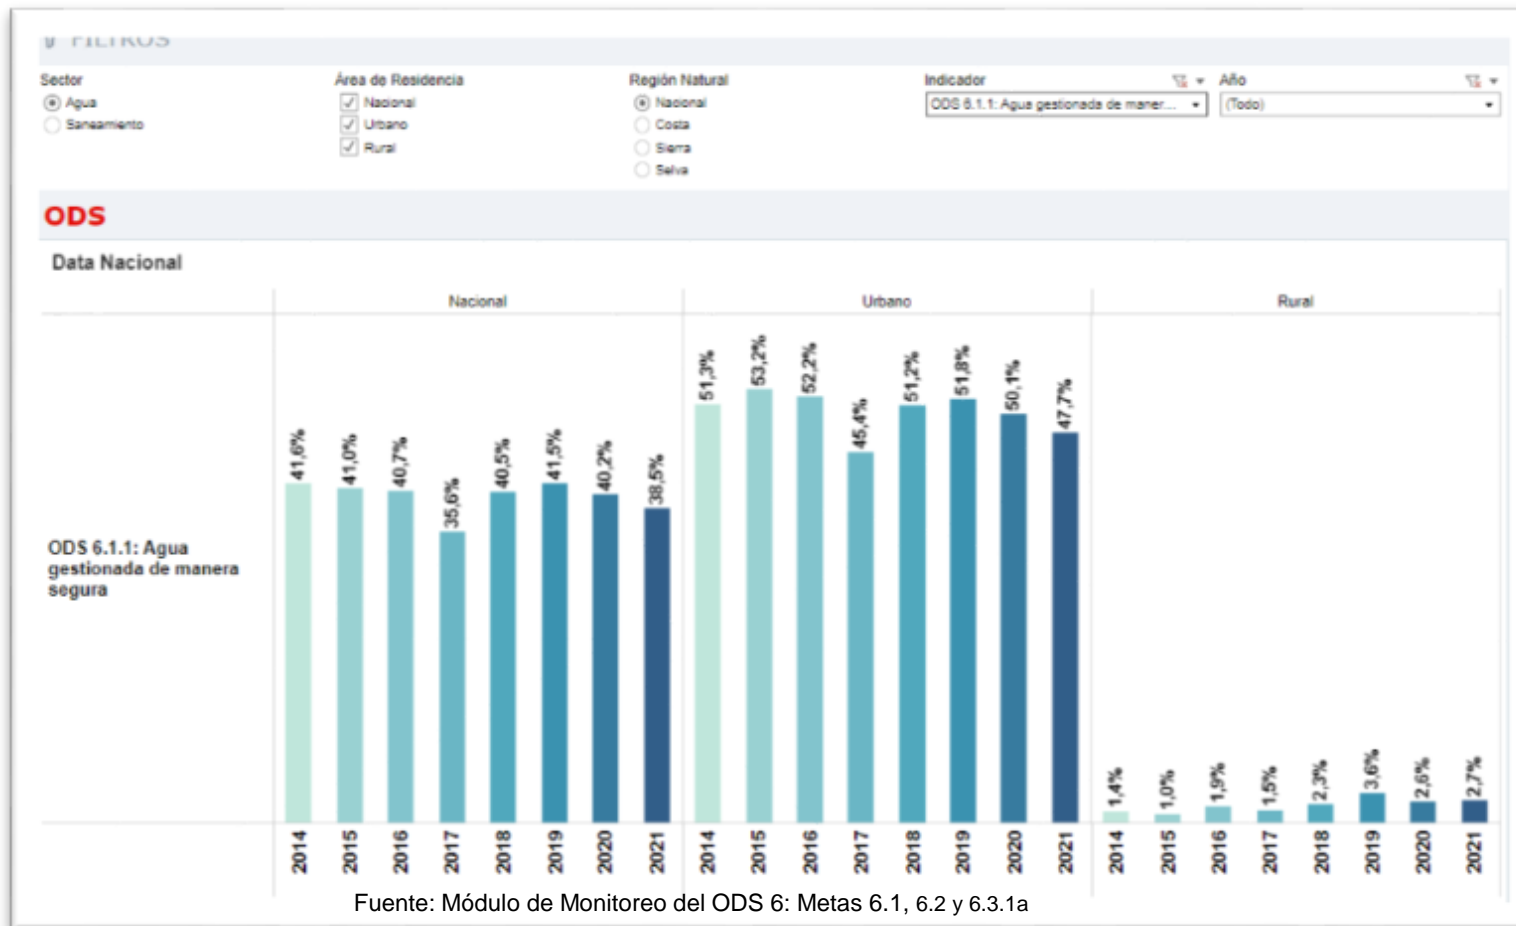 FILTROS
Sector
Área de Residencia
Región Natural
Indicador
Año
Agua
Nacional
Nacional
ODS 6.1.1: Agua gestionada de maner...
(Todo)
Saneamiento
Urbano
Costa
Rural
Sierra
Selva
ODS
Data Nacional
Nacional
Urbano
Rural
41,6%
41,0%
40,7%
35,6%
40,5%
41,5%
40,2%
38,5%
51,3%
53,2%
52,2%
45,4%
51,2%
51,8%
50,1%
47,7%
1,4%
1,0%
1,9%
1,5%
2,3%
3,6%
2,6%
2,7%
ODS 6.1.1: Agua
gestionada de manera
segura
2014
2015
2016
2017
2018
2019
2020
2021
2014
2015
2016
2017
2018
2019
2020
2021
2014
2015
2016
2017
2018
2019
2020
2021
Fuente: Módulo de Monitoreo del ODS 6: Metas 6.1, 6.2 y 6.3.1a